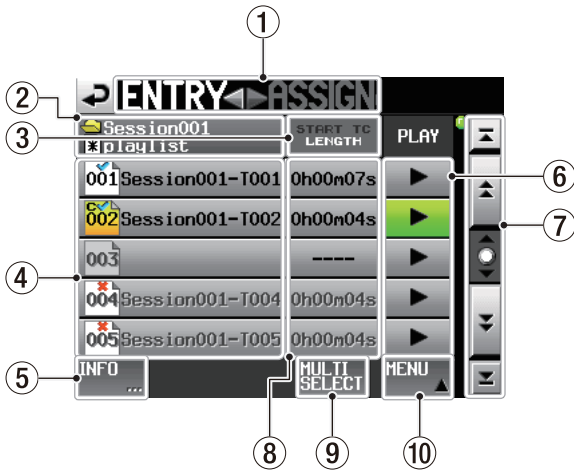 1
ENTRY ASSIGN
2
Session001
START TC
PLAY
3
*playlist
LENGTH
001 Session001-T001 0h00m07s
6
C
002 Session001-T002 0h00m04s
7
003 ----
4
004 Session001-T004 0h00m04s
005 Session001-T005 0h00m04s
5
INFO ...
MULTI
SELECT
MENU
8
9
10